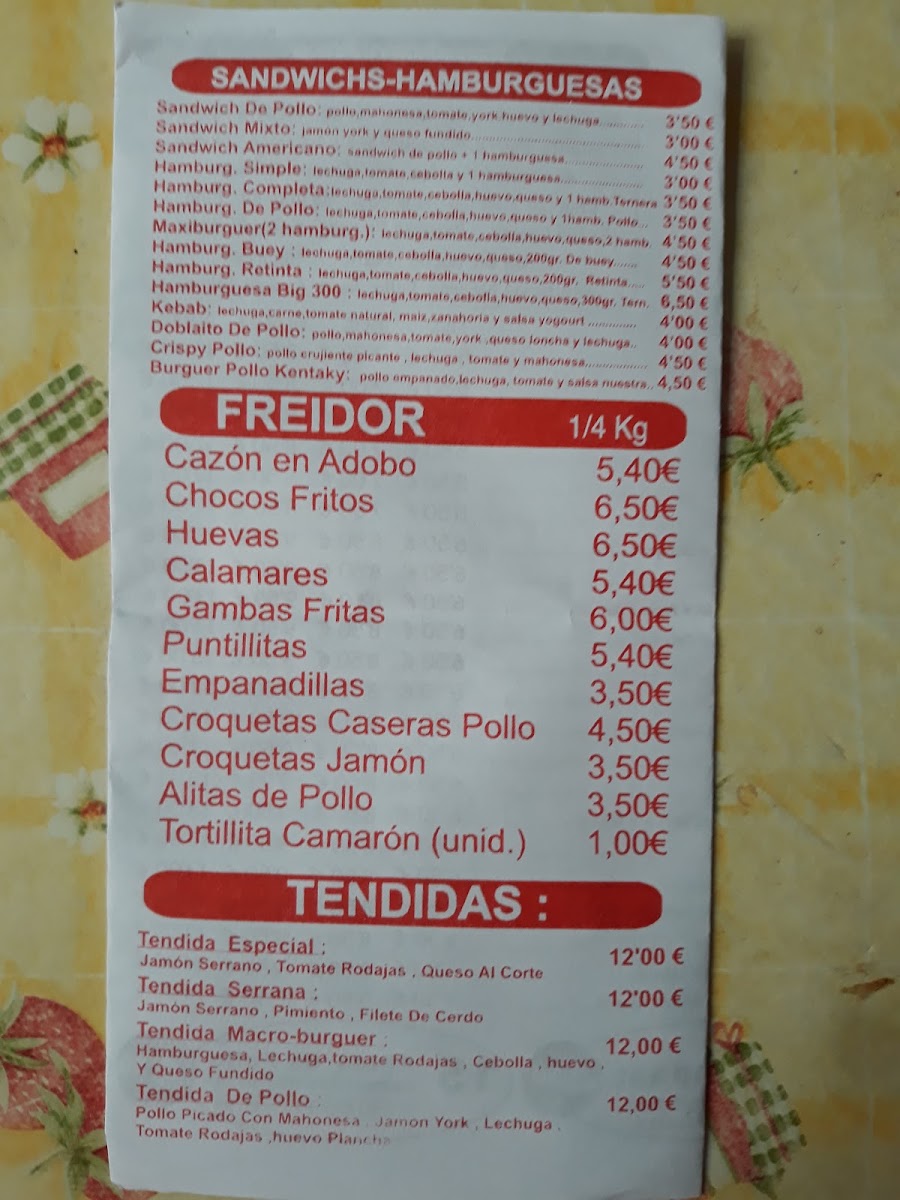 SANDWICHS-HAMBURGUESAS
Sandwich De Pollo: pollo,mahonesa,tomate,york,huevo y lechuga........... 3'50 €
Sandwich Mixto: jamón york y queso fundido.......................................... 3'00 €
Sandwich Americano: sandwich de pollo + 1 hamburguesa................... 4'50 €
Hamburg. Simple: lechuga,tomate,cebolla y 1 hamburguesa.................... 3'00 €
Hamburg. Completa:lechuga,tomate,cebolla,huevo,queso y 1 hamb.Ternera 3'50 €
Hamburg. De Pollo: lechuga,tomate,cebolla,huevo,queso y 1hamb. Pollo... 3'50 €
Maxiburguer(2 hamburg.): lechuga,tomate,cebolla,huevo,queso,2 hamb. 4'50 €
Hamburg. Buey : lechuga,tomate,cebolla,huevo,queso,200gr. De buey...... 4'50 €
Hamburg. Retinta : lechuga,tomate,cebolla,huevo,queso,200gr. Retinta..... 5'50 €
Hamburguesa Big 300 : lechuga,tomate,cebolla,huevo,queso,300gr. Tern. 6,50 €
Kebab: lechuga,carne,tomate natural, maiz,zanahoria y salsa yogourt ............. 4'00 €
Doblaito De Pollo: pollo,mahonesa,tomate,york ,queso loncha y lechuga.. 4'00 €
Crispy Pollo: pollo crujiente picante , lechuga , tomate y mahonesa................. 4'50 €
Burguer Pollo Kentaky: pollo empanado,lechuga, tomate y salsa nuestra.. 4,50 €
FREIDOR 1/4 Kg
Cazón en Adobo 5,40€
Chocos Fritos 6,50€
Huevas 6,50€
Calamares 5,40€
Gambas Fritas 6,00€
Puntillitas 5,40€
Empanadillas 3,50€
Croquetas Caseras Pollo 4,50€
Croquetas Jamón 3,50€
Alitas de Pollo 3,50€
Tortillita Camarón (unid.) 1,00€
TENDIDAS :
Tendida Especial : 12'00 €
Jamón Serrano , Tomate Rodajas , Queso Al Corte
Tendida Serrana : 12'00 €
Jamón Serrano , Pimiento , Filete De Cerdo
Tendida Macro-burguer : 12,00 €
Hamburguesa, Lechuga,tomate Rodajas , Cebolla , huevo ,
Y Queso Fundido
Tendida De Pollo : 12,00 €
Pollo Picado Con Mahonesa , Jamon York , Lechuga ,
Tomate Rodajas ,huevo Plancha